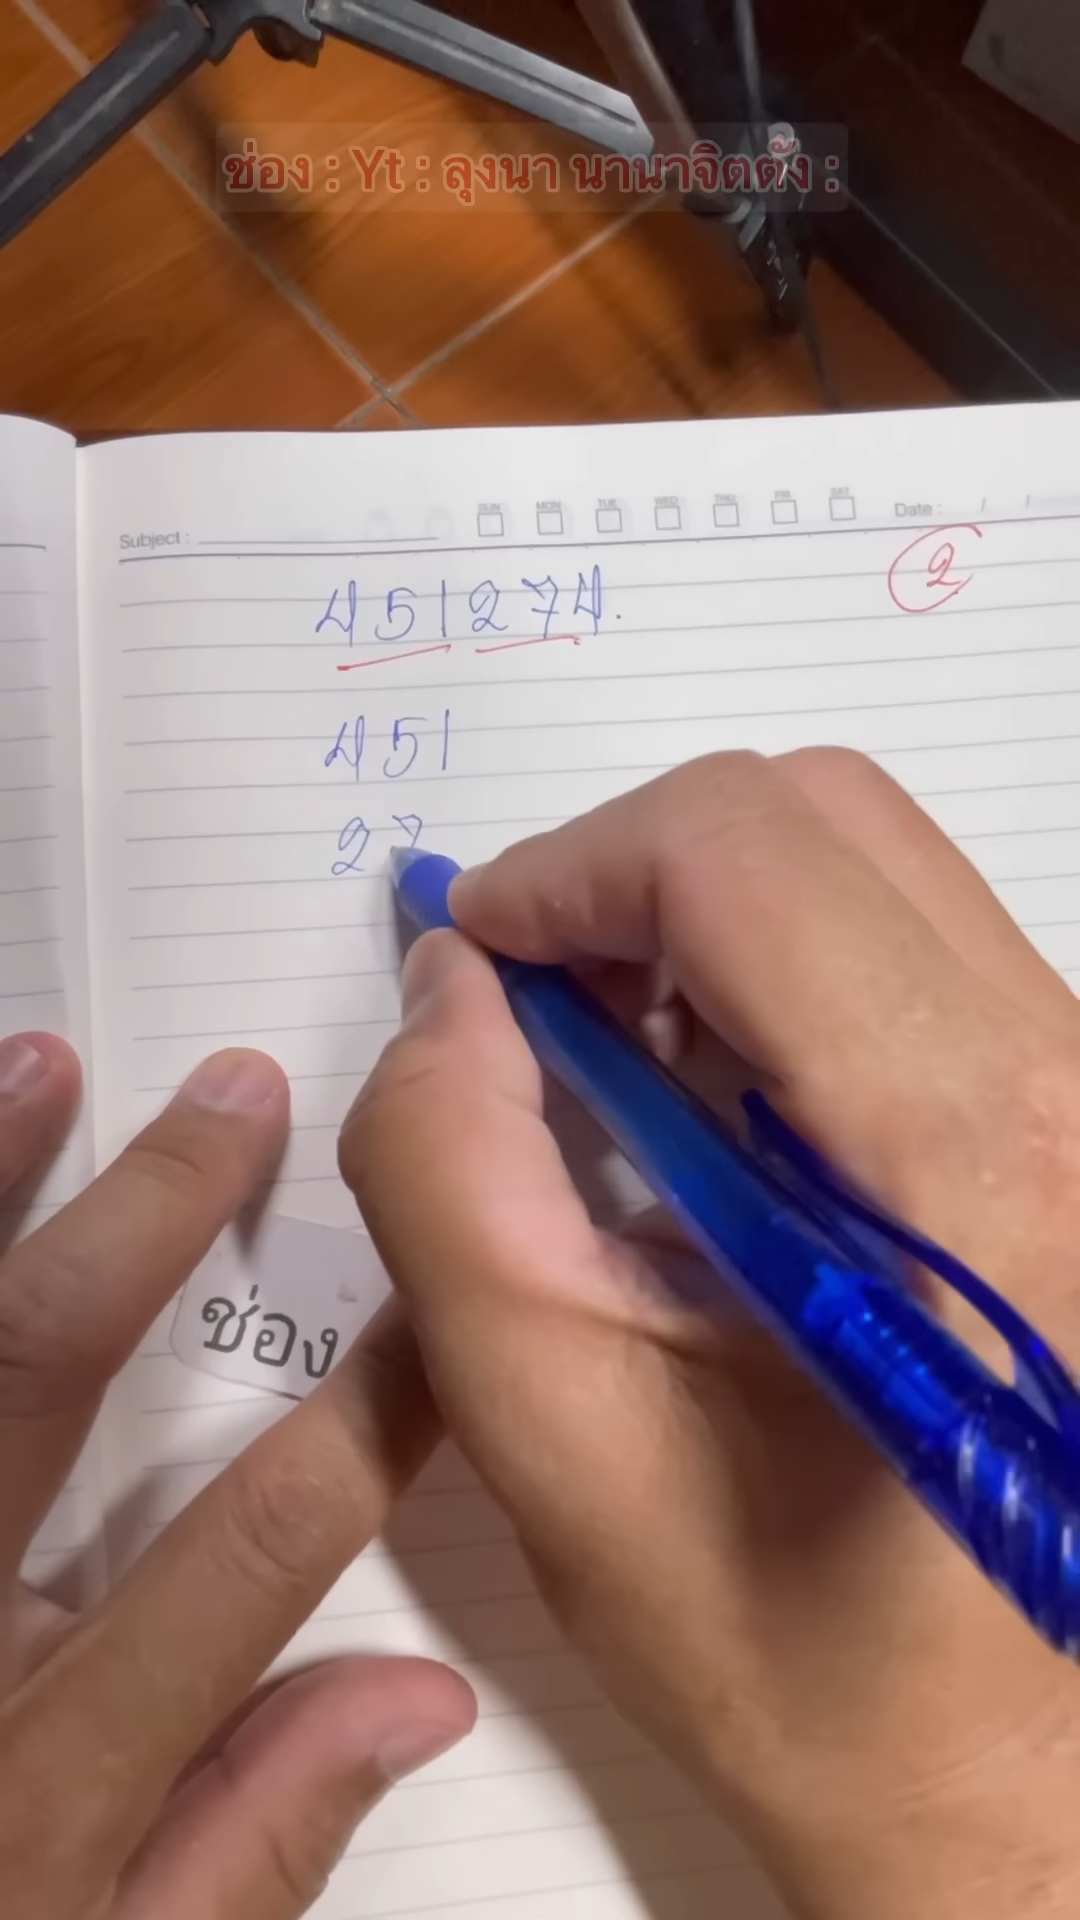 ช่อง : Yt : ลุงนา นานาจิตตั๊ง :
SUN MON TUE WED THU FRI SAT
Subject : Date : / /
2
451274.
451
27
ช่อง